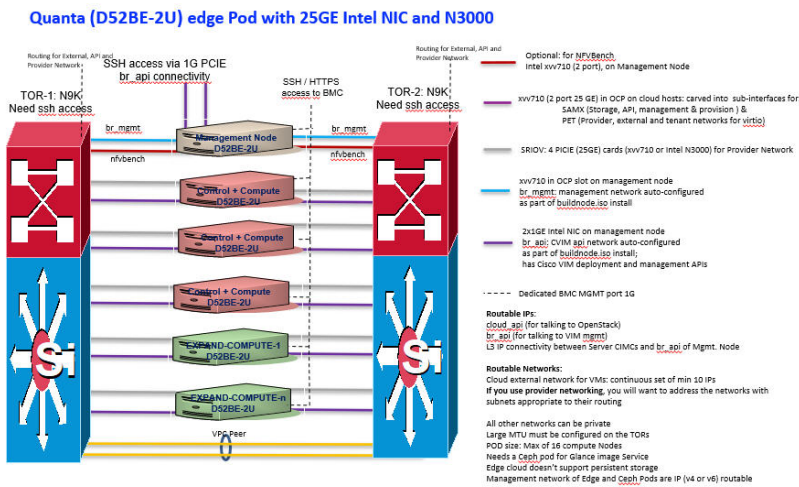 Quanta (D52BE-2U) edge Pod with 25GE Intel NIC and N3000
Routing for External, API and
Provider Network
SSH access via 1G PCIE
br_api connectivity
SSH / HTTPS
access to BMC
Routing for External, API and
Provider Network
TOR-1: N9K
Need ssh access
TOR-2: N9K
Need ssh access
br_mgmt
nfvbench
Management Node
D52BE-2U
br_mgmt
nfvbench
Control + Compute
D52BE-2U
Control + Compute
D52BE-2U
Control + Compute
D52BE-2U
EXPAND-COMPUTE-1
D52BE-2U
EXPAND-COMPUTE-n
D52BE-2U
Si
Si
VPC Peer
Optional: for NFVBench
Intel xvv710 (2 port), on Management Node
xvv710 (2 port 25 GE) in OCP on cloud hosts: carved into sub-interfaces for
SAMX (Storage, API, management & provision ) &
PET (Provider, external and tenant networks for virtio)
SRIOV: 4 PICIE (25GE) cards (xvv710 or Intel N3000) for Provider Network
xvv710 in OCP slot on management node
br_mgmt: management network auto-configured
as part of buildnode.iso install
2x1GE Intel NIC on management node
br_api: CVIM api network auto-configured
as part of buildnode.iso install;
has Cisco VIM deployment and management APIs
Dedicated BMC MGMT port 1G
Routable IPs:
cloud_api (for talking to OpenStack)
br_api (for talking to VIM mgmt)
L3 IP connectivity between Server CIMCs and br_api of Mgmt. Node
Routable Networks:
Cloud external network for VMs: continuous set of min 10 IPs
If you use provider networking, you will want to address the networks with
subnets appropriate to their routing
All other networks can be private
Large MTU must be configured on the TORs
POD size: Max of 16 compute Nodes
Needs a Ceph pod for Glance image Service
Edge cloud doesn't support persistent storage
Management network of Edge and Ceph Pods are IP (v4 or v6) routable